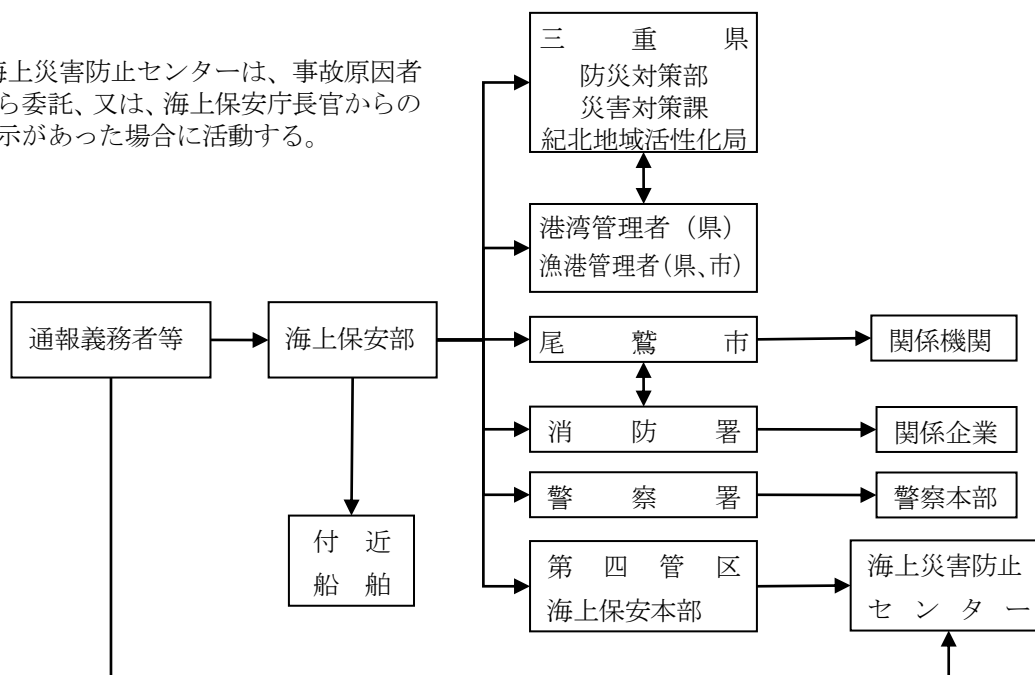 海上災害防止センターは、事故原因者
ら委託、又は、海上保安庁長官からの
示があった場合に活動する。
三重県
防災対策部
災害対策課
紀北地域活性化局
港湾管理者（県）
漁港管理者（県、市）
通報義務者等
海上保安部
尾鷲市
関係機関
消防署
関係企業
警察署
警察本部
付近
船舶
第四管区
海上保安本部
海上災害防止
センター